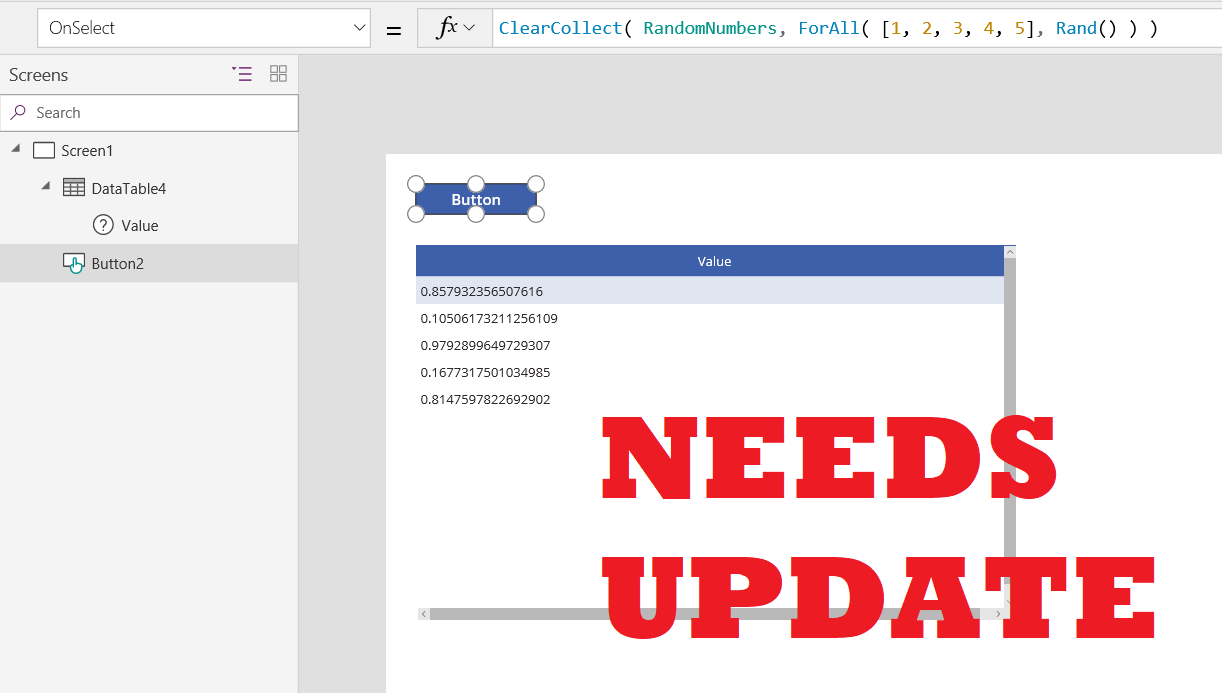 OnSelect = fx ClearCollect( RandomNumbers, ForAll( [1, 2, 3, 4, 5], Rand() ) )
Screens
Search
Screen1
DataTable4
? Value
Button2
Button
Value
0.857932356507616
0.10506173211256109
0.9792899649729307
0.1677317501034985
0.8147597822692902
NEEDS
UPDATE